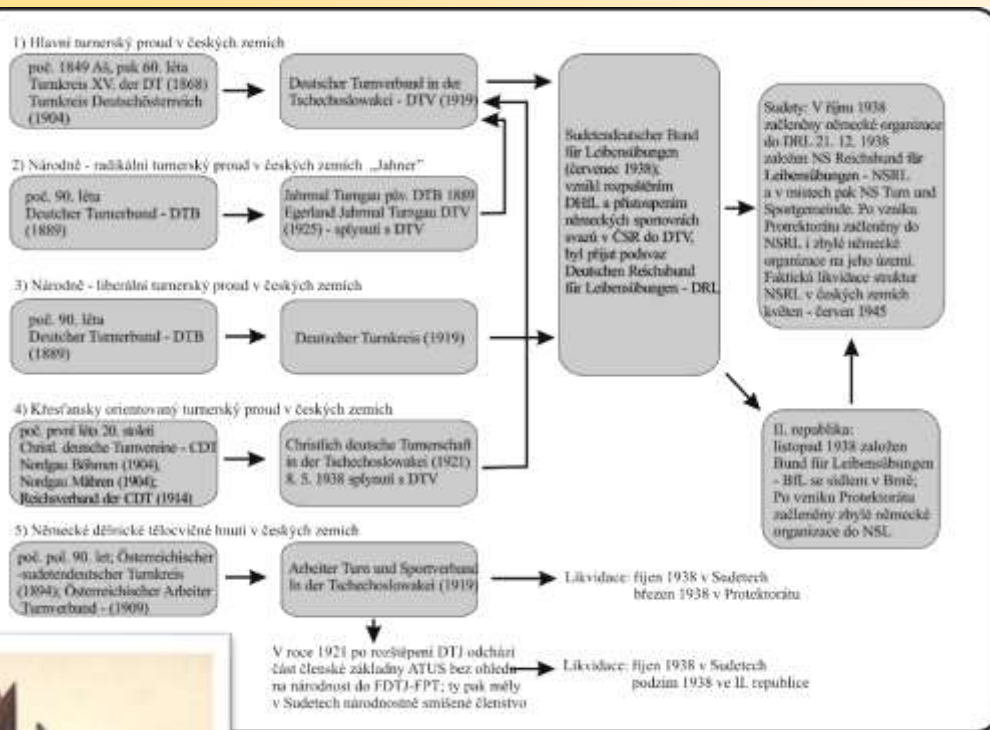 1) Hlavní turnerský proud v českých zemích
poč. 1849 Aš, pak 60. léta
Turnkreis XV. der DT (1868)
Turnkreis Deutschösterreich
(1904)
Deutscher Turnverband in der
Tschechoslowakei - DTV (1919)
2) Národně - radikální turnerský proud v českých zemích „Jahner"
poč. 90. léta
Deutcher Turnerbund - DTB
(1889)
Jahnmal Turngau pův. DTB 1889
Egerland Jahrmal Turngau DTV
(1925) - splynutí s DTV
3) Národně - liberální turnerský proud v českých zemích
poč. 90. léta
Deutcher Turnerbund - DTB
(1889)
Deutscher Turnkreis (1919)
4) Křesťansky orientovaný turnerský proud v českých zemích
poč. první léta 20. století
Christl. deutsche Turnvereine - CDT
Nordgau Böhmen (1904);
Nordgau Mähren (1904);
Reichsverband der CDT (1914)
Christlich deutsche Turnerschaft
in der Tschechoslowakei (1921)
8. 5. 1938 splynutí s DTV
5) Německé dělnické tělocvičné hnutí v českých zemích
poč. pol. 90. let; Österreichischer
-sudetendeutscher Turnkreis
(1894); Österreichischer Arbeiter
Turnverband - (1909)
Arbeiter Turn und Sportverband
in der Tschechoslowakei (1919)
Likvidace: říjen 1938 v Sudetech
březen 1938 v Protektorátu
V roce 1921 po rozštěpení DTJ odchází
část členské základny ATUS bez ohledu
na národnost do FDTJ-FPT; ty pak měly
v Sudetech národnostně smíšené členstvo
Likvidace: říjen 1938 v Sudetech
podzim 1938 ve II. republice
Sudetendeutscher Bund
für Leibensübungen
(červenec 1938);
vznikl rozpuštěním
DHfL a přistoupením
německých sportovních
svazů v ČSR do DTV,
byl přijat podsvaz
Deutschen Reichsbund
für Leibensübungen - DRL
Sudety: V říjnu 1938
začleněny německé organizace
do DRL 21. 12. 1938
založen NS Reichsbund für
Leibensübungen - NSRL
a v místech pak NS Turn und
Sportgemeinde. Po vzniku
Protrektorátu začleněny do
NSRL i zbylé německé
organizace na jeho území.
Faktická likvidace struktur
NSRL v českých zemích
květen - červen 1945
II. republika:
listopad 1938 založen
Bund für Leibensübungen
- BfL se sídlem v Brně;
Po vzniku Protektorátu
začleněny zbylé německé
organizace do NSL